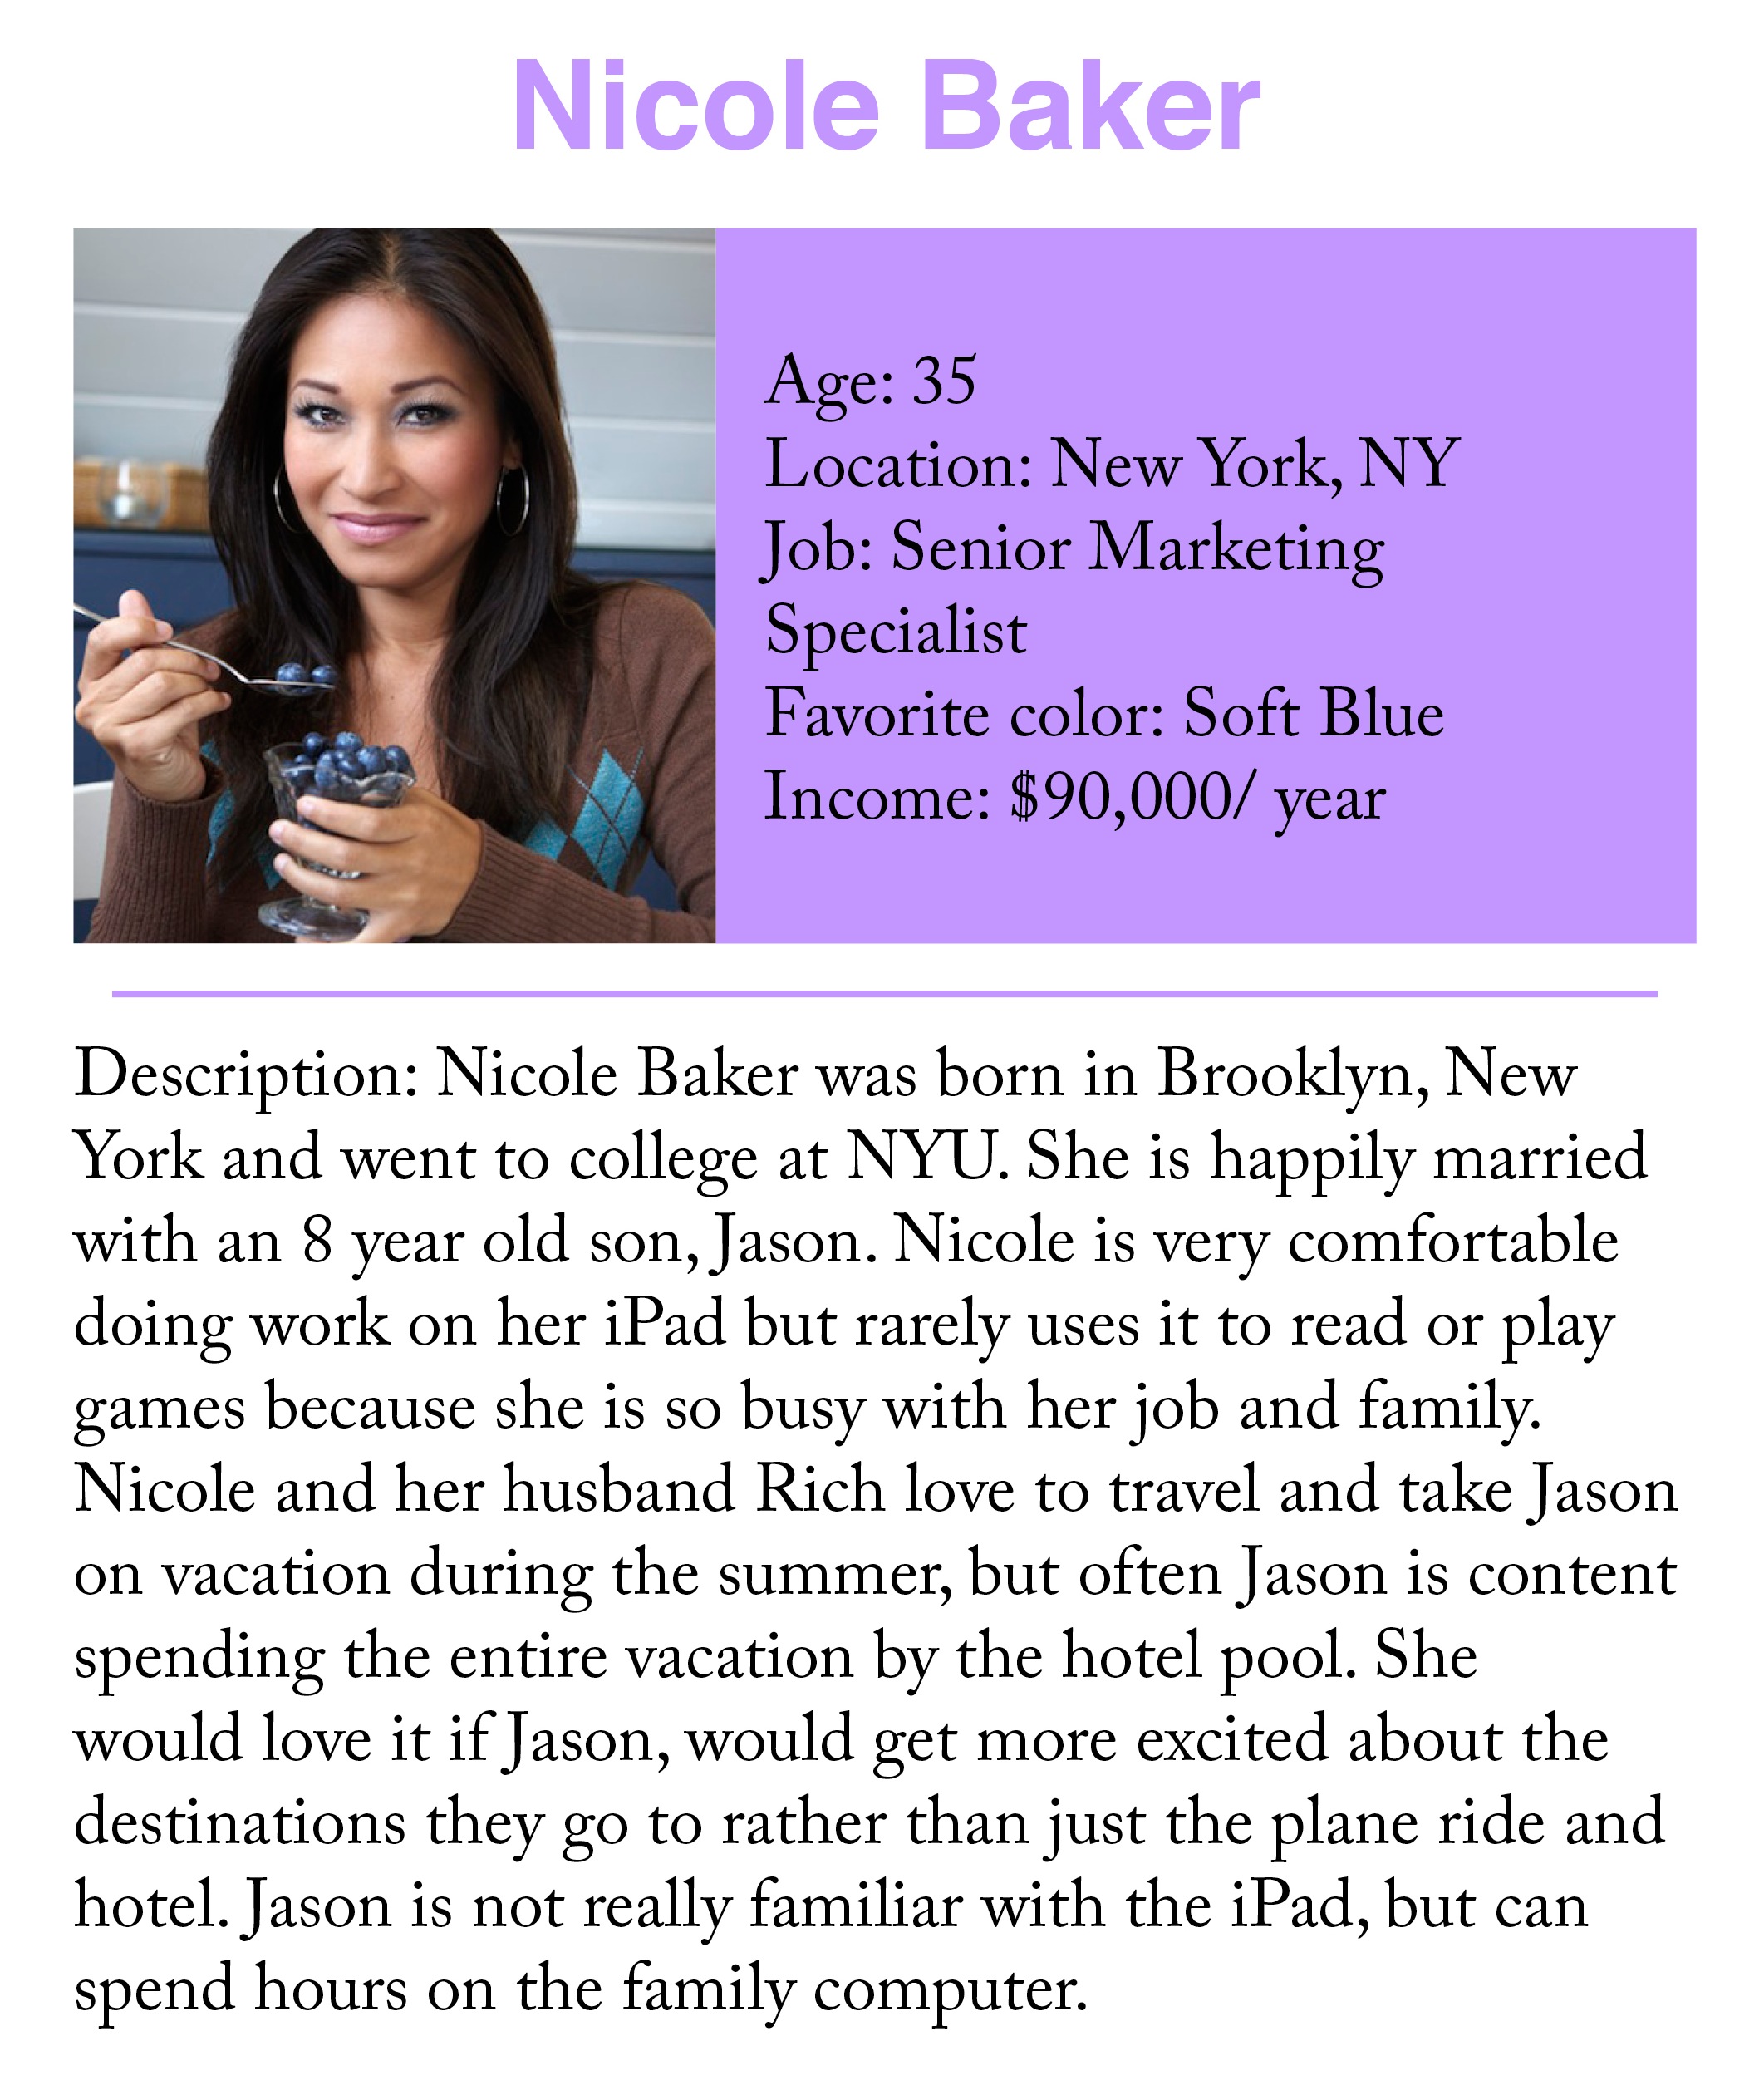 Nicole Baker
Age: 35
Location: New York, NY
Job: Senior Marketing
Specialist
Favorite color: Soft Blue
Income: $90,000/ year
Description: Nicole Baker was born in Brooklyn, New
York and went to college at NYU. She is happily married
with an 8 year old son, Jason. Nicole is very comfortable
doing work on her iPad but rarely uses it to read or play
games because she is so busy with her job and family.
Nicole and her husband Rich love to travel and take Jason
on vacation during the summer, but often Jason is content
spending the entire vacation by the hotel pool. She
would love it if Jason, would get more excited about the
destinations they go to rather than just the plane ride and
hotel. Jason is not really familiar with the iPad, but can
spend hours on the family computer.